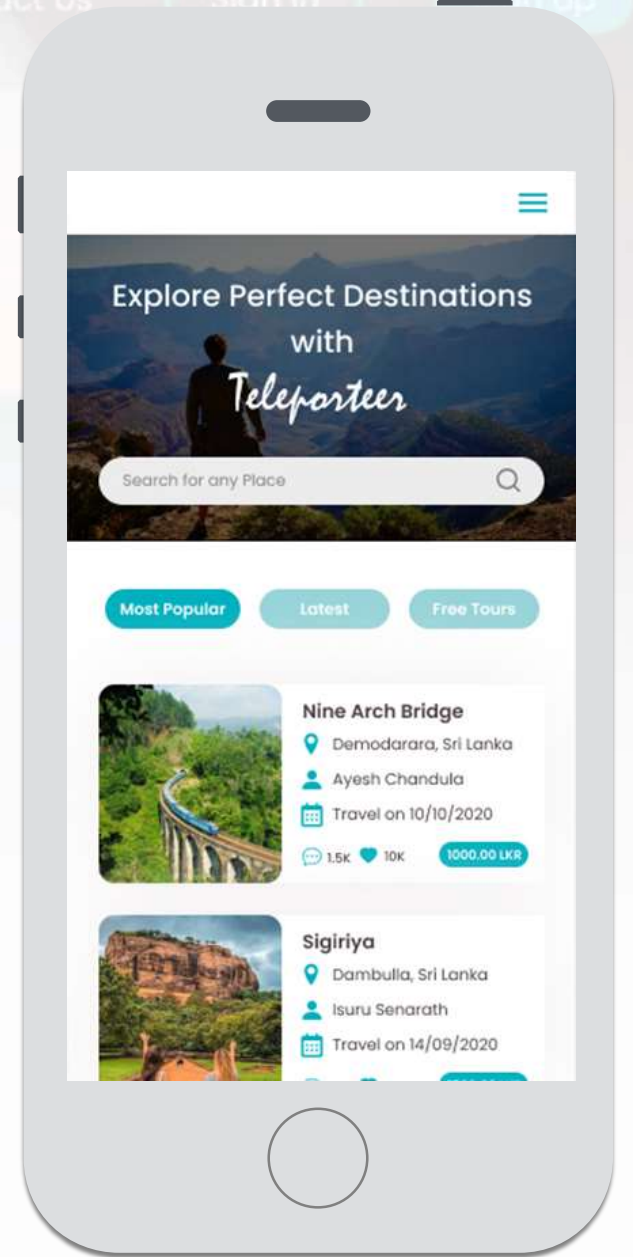 Sign up
Explore Perfect Destinations
with
Teleporteer
Search for any Place
Most Popular
Latest
Free Tours
Nine Arch Bridge
Demodarara, Sri Lanka
Ayesh Chandula
Travel on 10/10/2020
1.5K
10K
1000.00 LKR
Sigiriya
Dambulla, Sri Lanka
Isuru Senarath
Travel on 14/09/2020